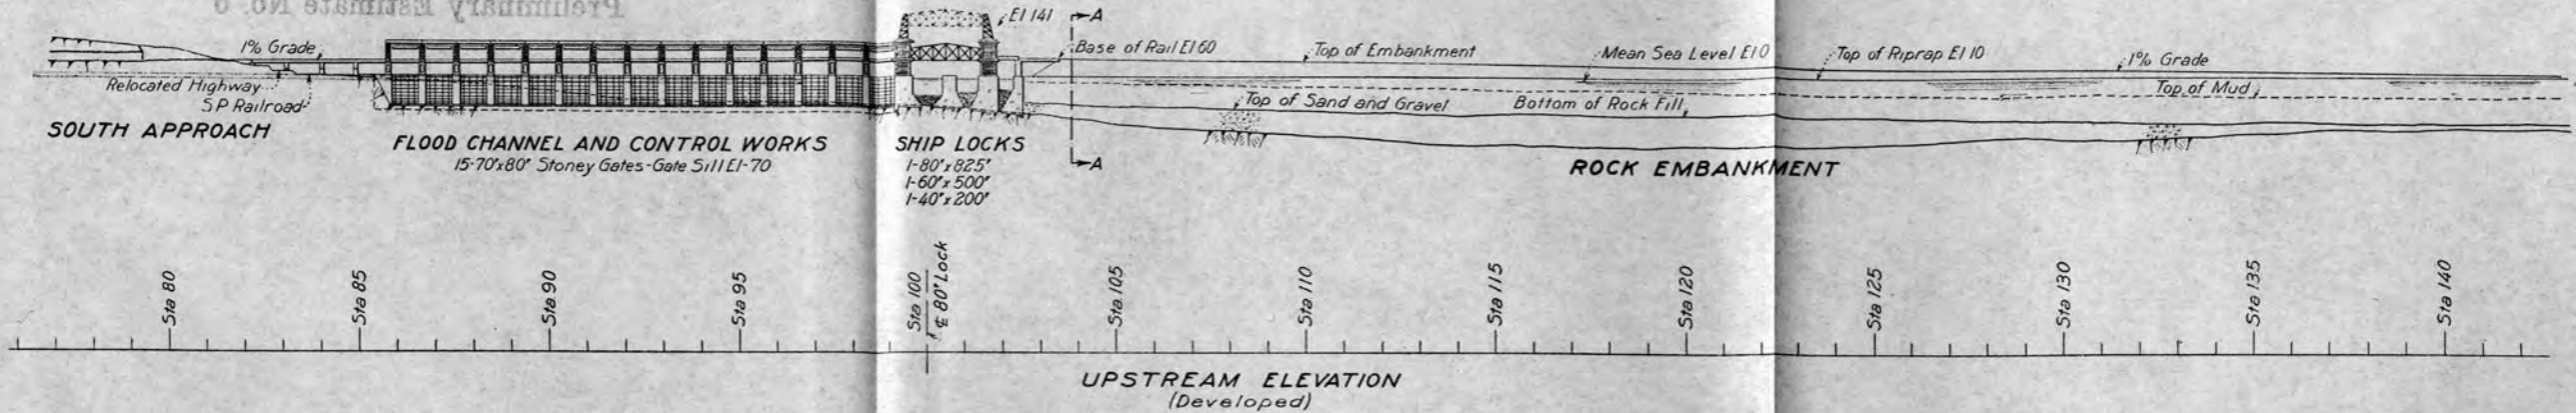 Preliminary Estimate No. 6
El 141
A
1% Grade
Base of Rail El 60
Top of Embankment
Mean Sea Level El 0
Top of Riprap El 10
1% Grade
Relocated Highway
S P Railroad
Top of Sand and Gravel
Bottom of Rock Fill
Top of Mud
SOUTH APPROACH
FLOOD CHANNEL AND CONTROL WORKS
15-70'x80' Stoney Gates-Gate Sill El-70
SHIP LOCKS
1-80'x825'
1-60'x500'
1-40'x200'
A
ROCK EMBANKMENT
Sta 80
Sta 85
Sta 90
Sta 95
Sta 100
℄ 80' Lock
Sta 105
Sta 110
Sta 115
Sta 120
Sta 125
Sta 130
Sta 135
Sta 140
UPSTREAM ELEVATION
(Developed)